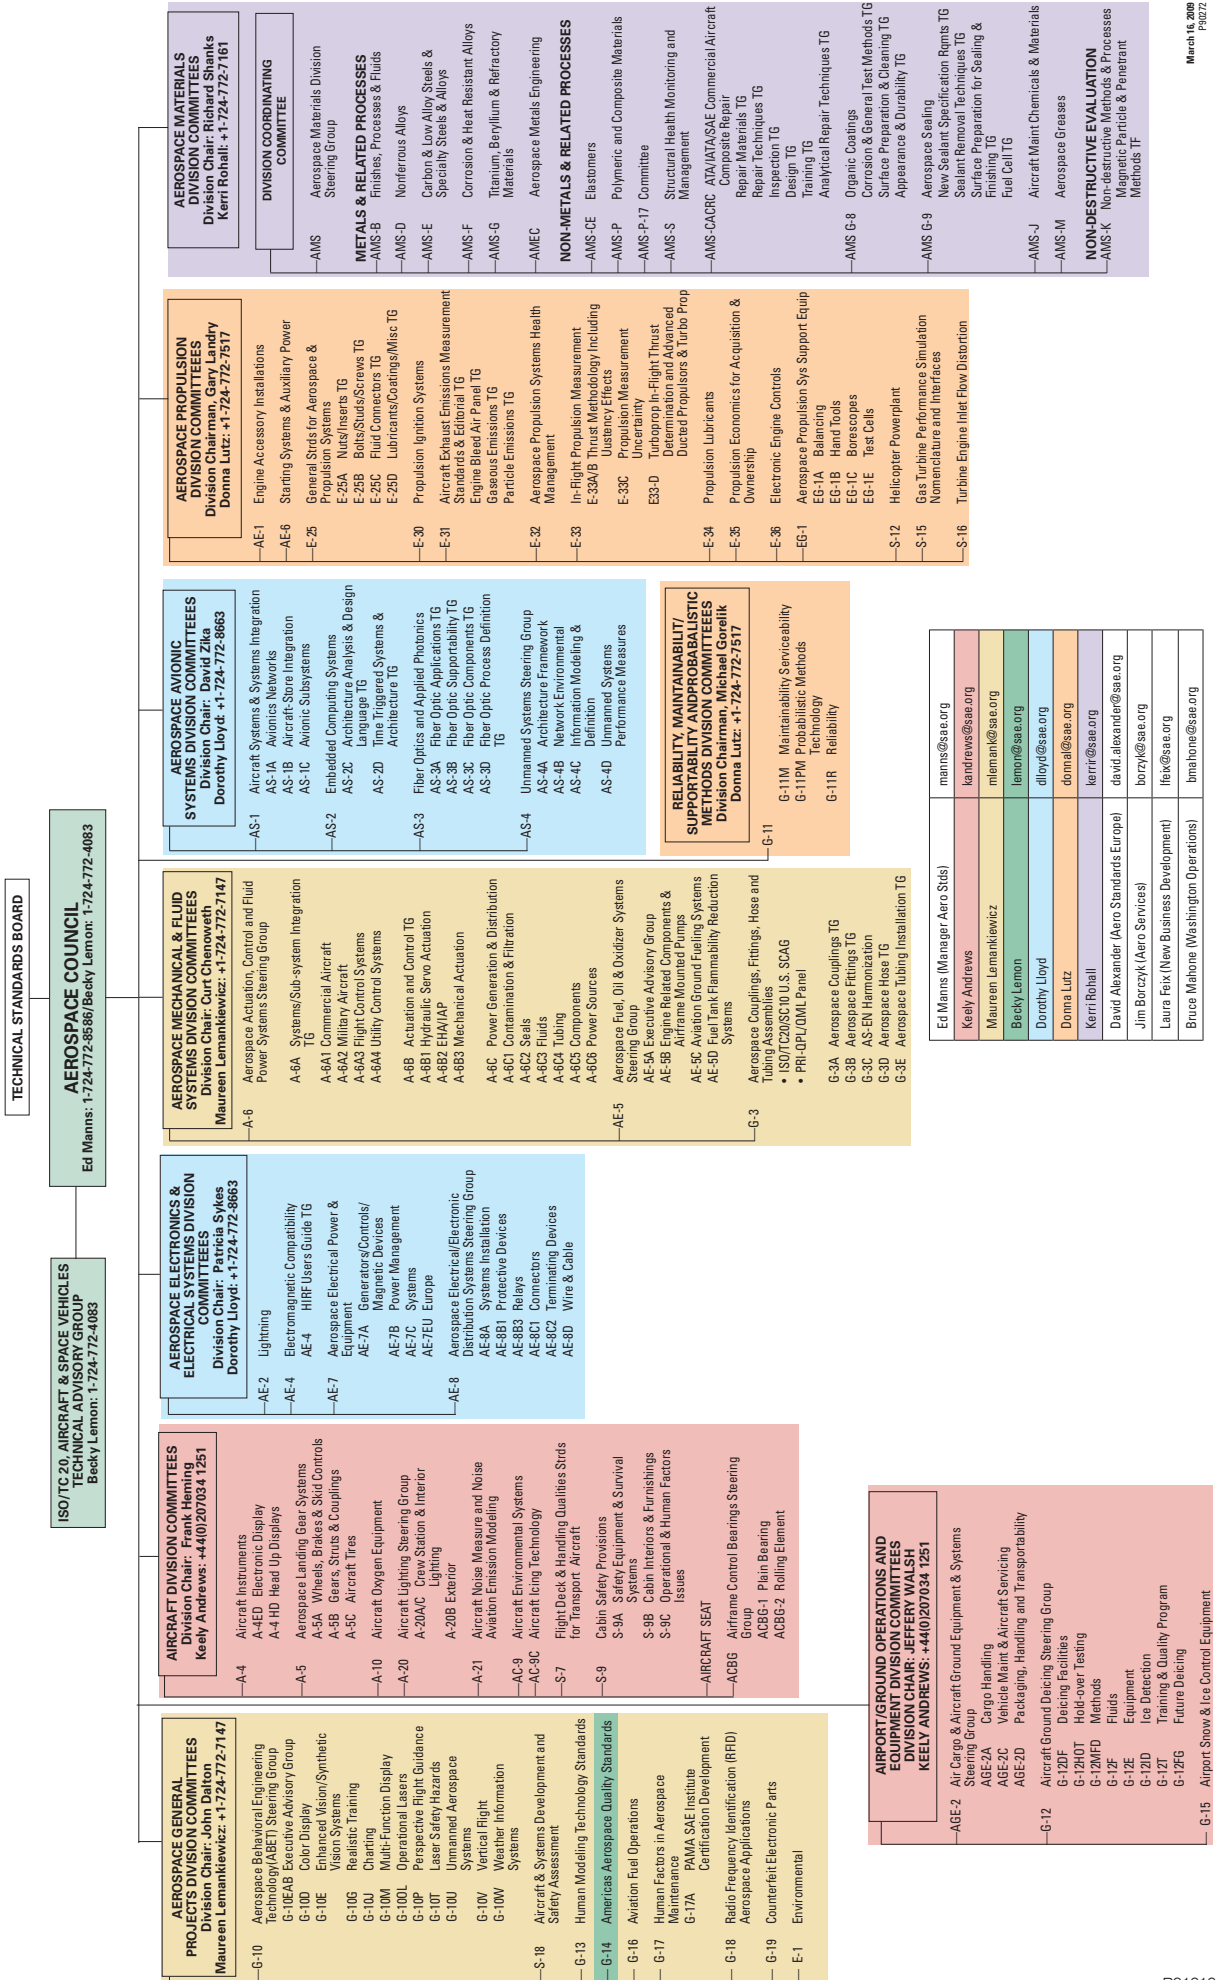 TECHNICAL STANDARDS BOARD
AEROSPACE COUNCIL
Ed Manns: 1-724-772-8586/Becky Lemon: 1-724-772-4083
ISO/TC 20, AIRCRAFT & SPACE VEHICLES
TECHNICAL ADVISORY GROUP
Becky Lemon: 1-724-772-4083
AEROSPACE GENERAL
PROJECTS DIVISION COMMITTEES
Division Chair: John Dalton
Maureen Lemankiewicz: +1-724-772-7147
G-10 Aerospace Behavioral Engineering
Technology(ABET) Steering Group
G-10EAB Executive Advisory Group
G-10D Color Display
G-10E Enhanced Vision/Synthetic
Vision Systems
G-10G Realistic Training
G-10J Charting
G-10M Multi-Function Display
G-10OL Operational Lasers
G-10P Perspective Flight Guidance
G-10T Laser Safety Hazards
G-10U Unmanned Aerospace
Systems
G-10V Vertical Flight
G-10W Weather Information
Systems
S-18 Aircraft & Systems Development and
Safety Assessment
G-13 Human Modeling Technology Standards
G-14 Americas Aerospace Quality Standards
G-16 Aviation Fuel Operations
G-17 Human Factors in Aerospace
Maintenance
G-17A PAMA SAE Institute
Certification Development
G-18 Radio Frequency Identification (RFID)
Aerospace Applications
G-19 Counterfeit Electronic Parts
E-1 Environmental
AIRCRAFT DIVISION COMMITTEES
Division Chair: Frank Heming
Keely Andrews: +44(0)207034 1251
A-4 Aircraft Instruments
A-4ED Electronic Display
A-4 HD Head Up Displays
A-5 Aerospace Landing Gear Systems
A-5A Wheels, Brakes & Skid Controls
A-5B Gears, Struts & Couplings
A-5C Aircraft Tires
A-10 Aircraft Oxygen Equipment
A-20 Aircraft Lighting Steering Group
A-20A/C Crew Station & Interior
Lighting
A-20B Exterior
A-21 Aircraft Noise Measure and Noise
Aviation Emission Modeling
AC-9 Aircraft Environmental Systems
AC-9C Aircraft Icing Technology
S-7 Flight Deck & Handling Qualities Strds
for Transport Aircraft
S-9 Cabin Safety Provisions
S-9A Safety Equipment & Survival
Systems
S-9B Cabin Interiors & Furnishings
S-9C Operational & Human Factors
Issues
AIRCRAFT SEAT
ACBG Airframe Control Bearings Steering
Group
ACBG-1 Plain Bearing
ACBG-2 Rolling Element
AIRPORT/GROUND OPERATIONS AND
EQUIPMENT DIVISION COMMITTEES
DIVISION CHAIR: JEFFERY WALSH
KEELY ANDREWS: +44(0)207034 1251
AGE-2 Air Cargo & Aircraft Ground Equipment & Systems
Steering Group
AGE-2A Cargo Handling
AGE-2C Vehicle Maint & Aircraft Servicing
AGE-2D Packaging, Handling and Transportability
G-12 Aircraft Ground Deicing Steering Group
G-12DF Deicing Facilities
G-12HOT Hold-over Testing
G-12MFD Methods
G-12F Fluids
G-12E Equipment
G-12ID Ice Detection
G-12T Training & Quality Program
G-12FG Future Deicing
G-15 Airport Snow & Ice Control Equipment
AEROSPACE ELECTRONICS &
ELECTRICAL SYSTEMS DIVISION
COMMITTEEES
Division Chair: Patricia Sykes
Dorothy Lloyd: +1-724-772-8663
AE-2 Lightning
AE-4 Electromagnetic Compatibility
AE-4 HIRF Users Guide TG
AE-7 Aerospace Electrical Power &
Equipment
AE-7A Generators/Controls/
Magnetic Devices
AE-7B Power Management
AE-7C Systems
AE-7EU Europe
AE-8 Aerospace Electrical/Electronic
Distribution Systems Steering Group
AE-8A Systems Installation
AE-8B1 Protective Devices
AE-8B3 Relays
AE-8C1 Connectors
AE-8C2 Terminating Devices
AE-8D Wire & Cable
AEROSPACE MECHANICAL & FLUID
SYSTEMS DIVISION COMMITTEEES
Division Chair: Curt Chenoweth
Maureen Lemankiewicz: +1-724-772-7147
A-6 Aerospace Actuation, Control and Fluid
Power Systems Steering Group
A-6A Systems/Sub-system Integration
TG
A-6A1 Commercial Aircraft
A-6A2 Military Aircraft
A-6A3 Flight Control Systems
A-6A4 Utility Control Systems
A-6B Actuation and Control TG
A-6B1 Hydraulic Servo Actuation
A-6B2 EHA/IAP
A-6B3 Mechanical Actuation
A-6C Power Generation & Distribution
A-6C1 Contamination & Filtration
A-6C2 Seals
A-6C3 Fluids
A-6C4 Tubing
A-6C5 Components
A-6C6 Power Sources
AE-5 Aerospace Fuel, Oil & Oxidizer Systems
Steering Group
AE-5A Executive Advisory Group
AE-5B Engine Related Components &
Airframe Mounted Pumps
AE-5C Aviation Ground Fueling Systems
AE-5D Fuel Tank Flammability Reduction
Systems
G-3 Aerospace Couplings, Fittings, Hose and
Tubing Assemblies
• ISO/TC20/SC10 U.S. SCAG
• PRI-QPL/QML Panel
G-3A Aerospace Couplings TG
G-3B Aerospace Fittings TG
G-3C AS-EN Harmonization
G-3D Aerospace Hose TG
G-3E Aerospace Tubing Installation TG
AEROSPACE AVIONIC
SYSTEMS DIVISION COMMITTEEES
Division Chair: David Zika
Dorothy Lloyd: +1-724-772-8663
AS-1 Aircraft Systems & Systems Integration
AS-1A Avionics Networks
AS-1B Aircraft-Store Integration
AS-1C Avionic Subsystems
AS-2 Embedded Computing Systems
AS-2C Architecture Analysis & Design
Language TG
AS-2D Time Triggered Systems &
Architecture TG
AS-3 Fiber Optics and Applied Photonics
AS-3A Fiber Optic Applications TG
AS-3B Fiber Optic Supportability TG
AS-3C Fiber Optic Components TG
AS-3D Fiber Optic Process Definition
TG
AS-4 Unmanned Systems Steering Group
AS-4A Architecture Framework
AS-4B Network Environmental
AS-4C Information Modeling &
Definition
AS-4D Unmanned Systems
Performance Measures
RELIABILITY, MAINTAINABILIT/
SUPPORTABILITY ANDPROBABALISTIC
METHODS DIVISION COMMITTEEES
Division Chairman, Michael Gorelik
Donna Lutz: +1-724-772-7517
G-11
G-11M Maintainability Serviceability
G-11PM Probabilistic Methods
Technology
G-11R Reliability
AEROSPACE PROPULSION
DIVISION COMMITTEEES
Division Chairman, Gary Landry
Donna Lutz: +1-724-772-7517
AE-1 Engine Accessory Installations
AE-6 Starting Systems & Auxiliary Power
E-25 General Strds for Aerospace &
Propulsion Systems
E-25A Nuts/Inserts TG
E-25B Bolts/Studs/Screws TG
E-25C Fluid Connectors TG
E-25D Lubricants/Coatings/Misc TG
E-30 Propulsion Ignition Systems
E-31 Aircraft Exhaust Emissions Measurement
Standards & Editorial TG
Engine Bleed Air Panel TG
Gaseous Emissions TG
Particle Emissions TG
E-32 Aerospace Propulsion Systems Health
Management
E-33 In-Flight Propulsion Measurement
E-33A/B Thrust Methodology Including
Uustency Effects
E-33C Propulsion Measurement
Uncertainty
E33-D Turboprop In-Flight Thrust
Determination and Advanced
Ducted Propulsors & Turbo Prop
E-34 Propulsion Lubricants
E-35 Propulsion Economics for Acquisition &
Ownership
E-36 Electronic Engine Controls
EG-1 Aerospace Propulsion Sys Support Equip
EG-1A Balancing
EG-1B Hand Tools
EG-1C Borescopes
EG-1E Test Cells
S-12 Helicopter Powerplant
S-15 Gas Turbine Performance Simulation
Nomenclature and Interfaces
S-16 Turbine Engine Inlet Flow Distortion
AEROSPACE MATERIALS
DIVISION COMMITTEES
Division Chair: Richard Shanks
Kerri Rohall: +1-724-772-7161
DIVISION COORDINATING
COMMITTEE
AMS Aerospace Materials Division
Steering Group
METALS & RELATED PROCESSES
AMS-B Finishes, Processes & Fluids
AMS-D Nonferrous Alloys
AMS-E Carbon & Low Alloy Steels &
Specialty Steels & Alloys
AMS-F Corrosion & Heat Resistant Alloys
AMS-G Titanium, Beryllium & Refractory
Materials
AMEC Aerospace Metals Engineering
NON-METALS & RELATED PROCESSES
AMS-CE Elastomers
AMS-P Polymeric and Composite Materials
AMS-P-17 Committee
AMS-S Structural Health Monitoring and
Management
AMS-CACRC ATA/IATA/SAE Commercial Aircraft
Composite Repair
Repair Materials TG
Repair Techniques TG
Inspection TG
Design TG
Training TG
Analytical Repair Techniques TG
AMS G-8 Organic Coatings
Corrosion & General Test Methods TG
Surface Preparation & Cleaning TG
Appearance & Durability TG
AMS G-9 Aerospace Sealing
New Sealant Specification Rqmts TG
Sealant Removal Techniques TG
Surface Preparation for Sealing &
Finishing TG
Fuel Cell TG
AMS-J Aircraft Maint Chemicals & Materials
AMS-M Aerospace Greases
NON-DESTRUCTIVE EVALUATION
AMS-K Non-destructive Methods & Processes
Magnetic Particle & Penetrant
Methods TF
Ed Manns (Manager Aero Stds) manns@sae.org
Keely Andrews kandrews@sae.org
Maureen Lemankiewicz mlemank@sae.org
Becky Lemon lemon@sae.org
Dorothy Lloyd dlloyd@sae.org
Donna Lutz donnal@sae.org
Kerri Rohall kerrir@sae.org
David Alexander (Aero Standards Europe) david.alexander@sae.org
Jim Borczyk (Aero Services) borzyk@sae.org
Laura Feix (New Business Development) lfeix@sae.org
Bruce Mahone (Washington Operations) bmahone@sae.org
March 16, 2009
P90272